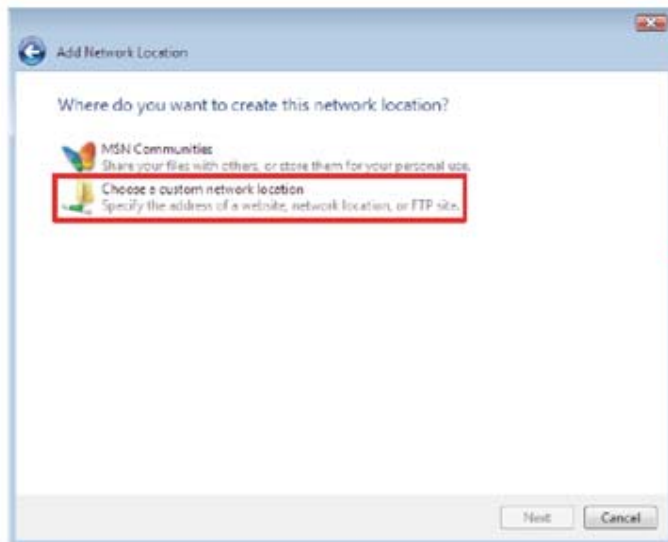 Add Network Location
Where do you want to create this network location?
MSN Communities
Share your files with others, or store them for your personal use.
Choose a custom network location
Specify the address of a website, network location, or FTP site.
Next
Cancel